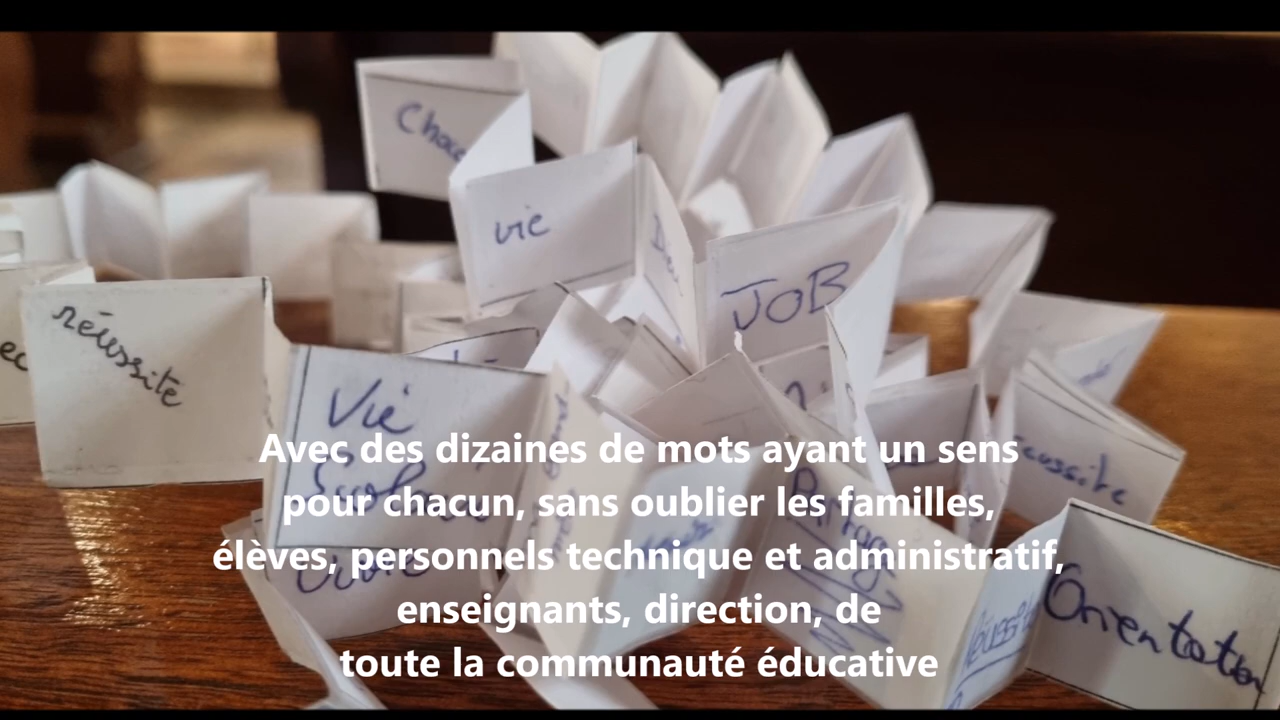 vie
JOB
réussite
Vie
Orientation
Avec des dizaines de mots ayant un sens
pour chacun, sans oublier les familles,
élèves, personnels technique et administratif,
enseignants, direction, de
toute la communauté éducative